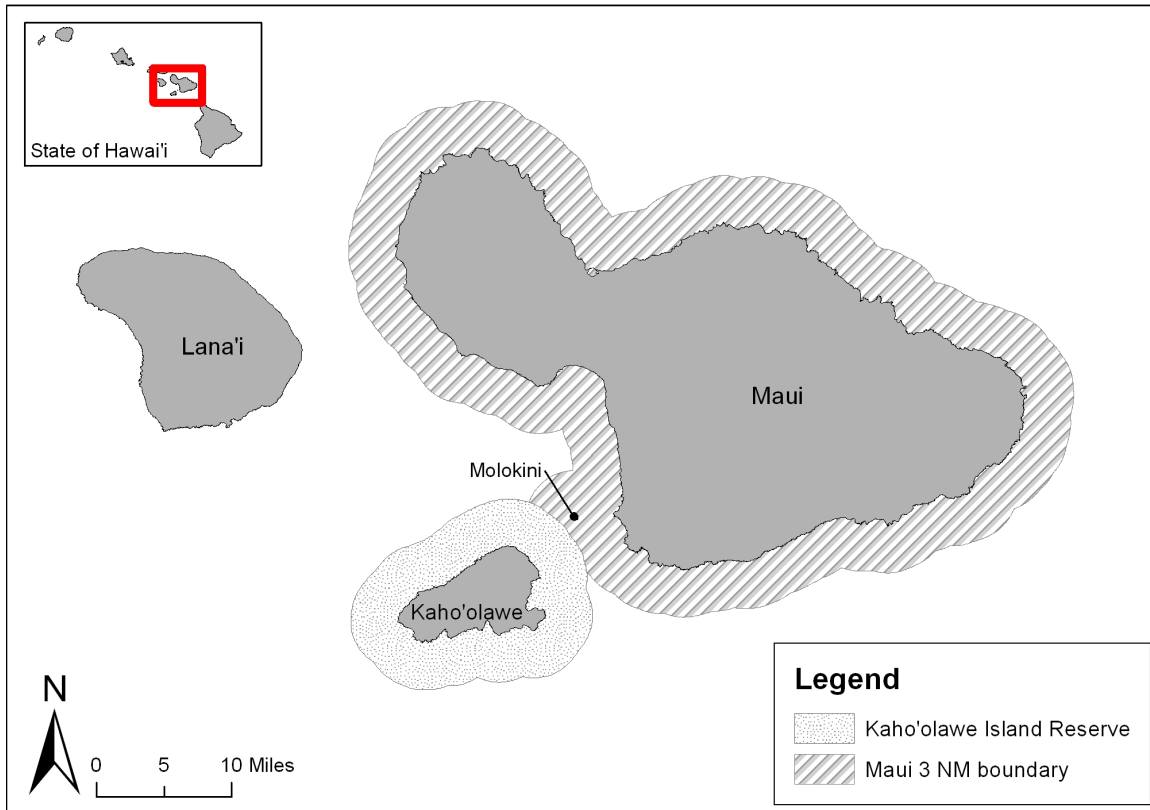 State of Hawai'i
Lana'i
Maui
Molokini
Kaho'olawe
N
0 5 10 Miles
Legend
Kaho'olawe Island Reserve
Maui 3 NM boundary